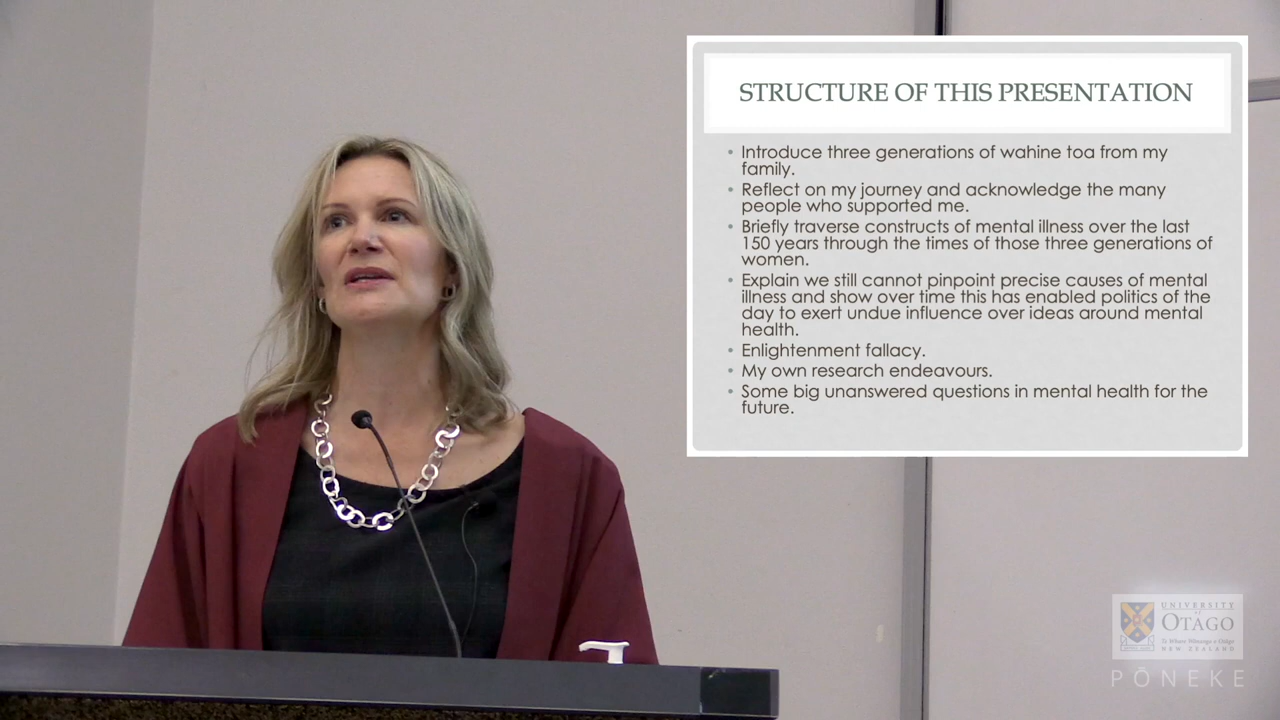 STRUCTURE OF THIS PRESENTATION
• Introduce three generations of wahine toa from my
family.
• Reflect on my journey and acknowledge the many
people who supported me.
• Briefly traverse constructs of mental illness over the last
150 years through the times of those three generations of
women.
• Explain we still cannot pinpoint precise causes of mental
illness and show over time this has enabled politics of the
day to exert undue influence over ideas around mental
health.
• Enlightenment fallacy.
• My own research endeavours.
• Some big unanswered questions in mental health for the
future.
UNIVERSITY
of
OTAGO
Te Whare Wānanga o Otāgo
NEW ZEALAND
PŌNEKE